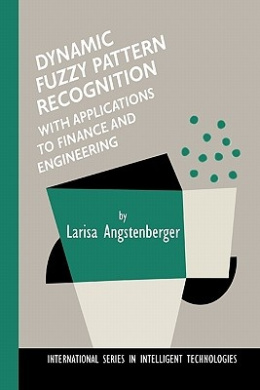 DYNAMIC
FUZZY PATTERN
RECOGNITION
WITH APPLICATIONS
TO FINANCE AND
ENGINEERING
by
Larisa Angstenberger
INTERNATIONAL SERIES IN INTELLIGENT TECHNOLOGIES